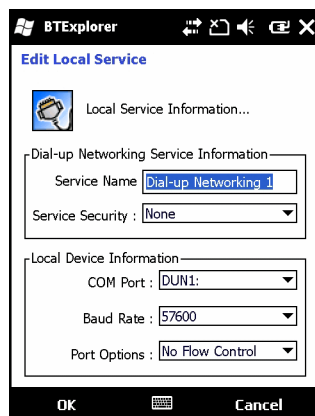 BTExplorer
Edit Local Service
Local Service Information...
Dial-up Networking Service Information
Service Name Dial-up Networking 1
Service Security : None
Local Device Information
COM Port : DUN1:
Baud Rate : 57600
Port Options : No Flow Control
OK Cancel